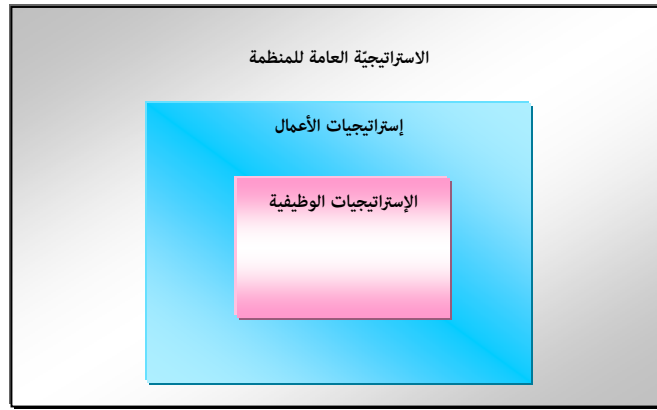 الاستراتيجيّة العامة للمنظمة
إستراتيجيات الأعمال
الإستراتيجيات الوظيفية